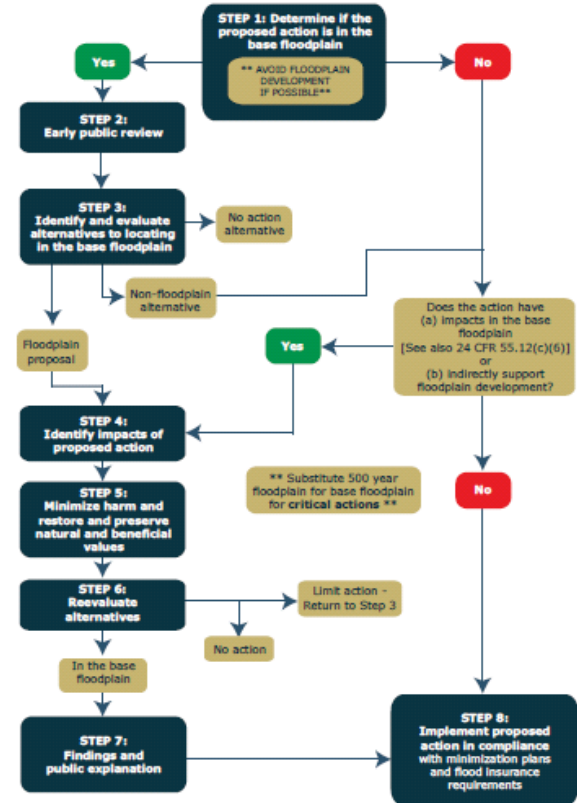 STEP 1: Determine if the
proposed action is in the
base floodplain
** AVOID FLOODPLAIN
DEVELOPMENT
IF POSSIBLE**
Yes
No
STEP 2:
Early public review
STEP 3:
Identify and evaluate
alternatives to locating
in the base floodplain
No action
alternative
Non-floodplain
alternative
Floodplain
proposal
Does the action have
(a) impacts in the base
floodplain
[See also 24 CFR 55.12(c)(6)]
or
(b) indirectly support
floodplain development?
Yes
No
STEP 4:
Identify impacts of
proposed action
** Substitute 500 year
floodplain for base floodplain
for critical actions **
STEP 5:
Minimize harm and
restore and preserve
natural and beneficial
values
STEP 6:
Reevaluate
alternatives
Limit action -
Return to Step 3
No action
In the base
floodplain
STEP 7:
Findings and
public explanation
STEP 8:
Implement proposed
action in compliance
with minimization plans
and flood insurance
requirements